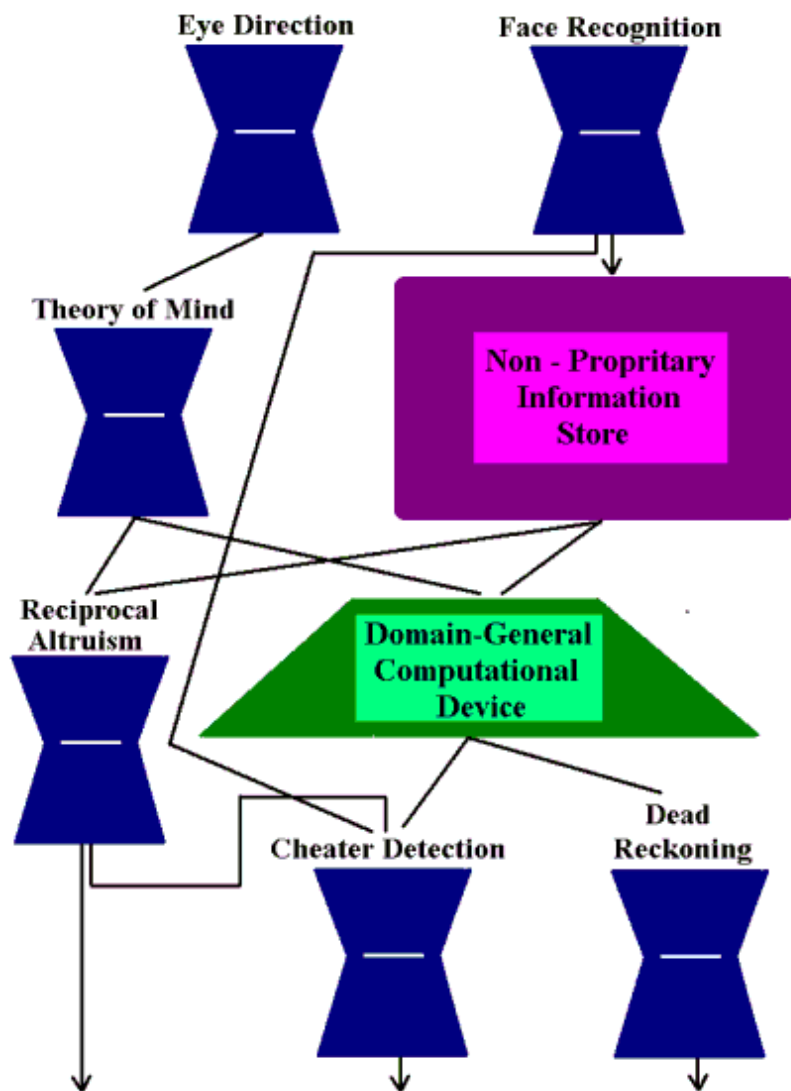 Eye Direction
Face Recognition
Theory of Mind
Non - Propritary
Information
Store
Reciprocal
Altruism
Domain-General
Computational
Device
Cheater Detection
Dead
Reckoning